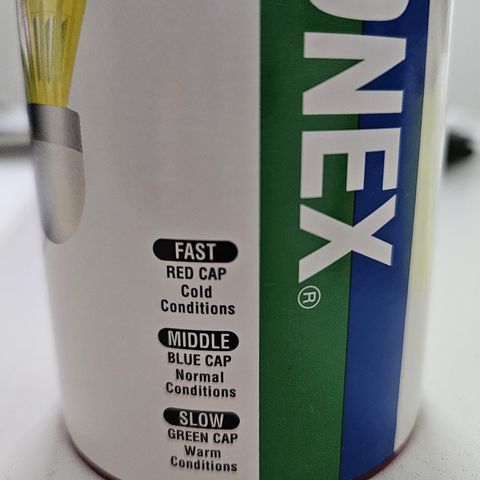 ONEX®
FAST
RED CAP
Cold
Conditions
MIDDLE
BLUE CAP
Normal
Conditions
SLOW
GREEN CAP
Warm
Conditions